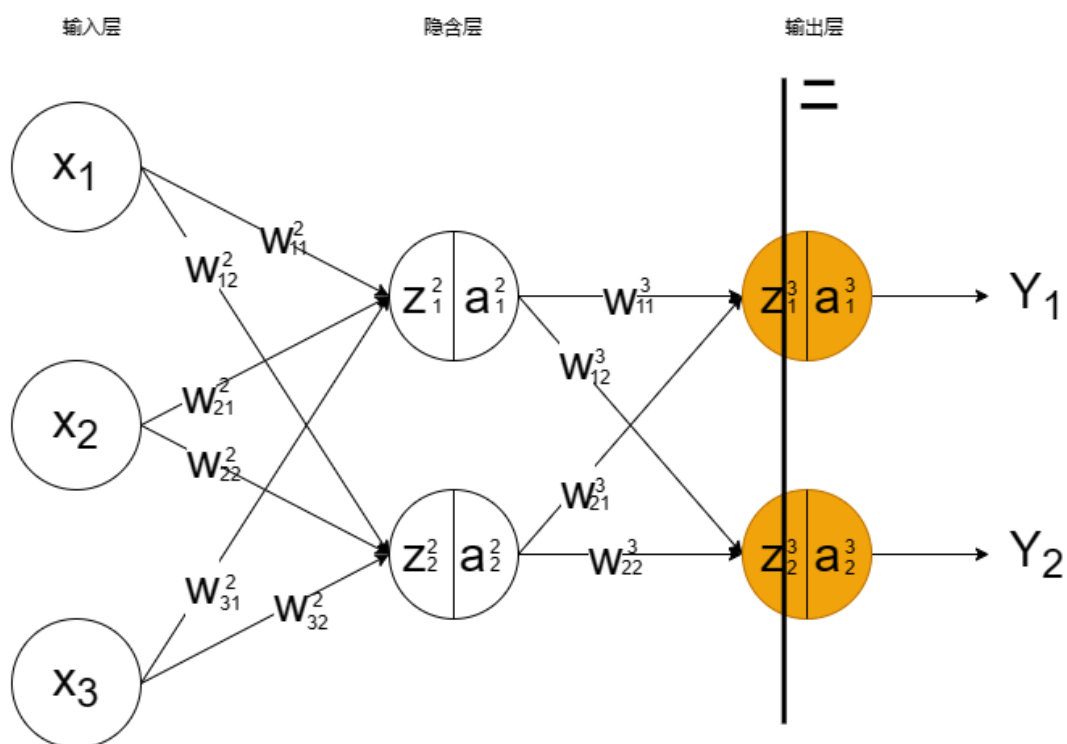 输入层 隐含层 输出层
二
x₁
w²₁₁
w²₁₂
z²₁ a²₁ w³₁₁ z³₁ a³₁ Y₁
w³₁₂
w²₂₁
x₂
w²₂₂
w³₂₁
z²₂ a²₂ w³₂₂ z³₂ a³₂ Y₂
w²₃₁
w²₃₂
x₃